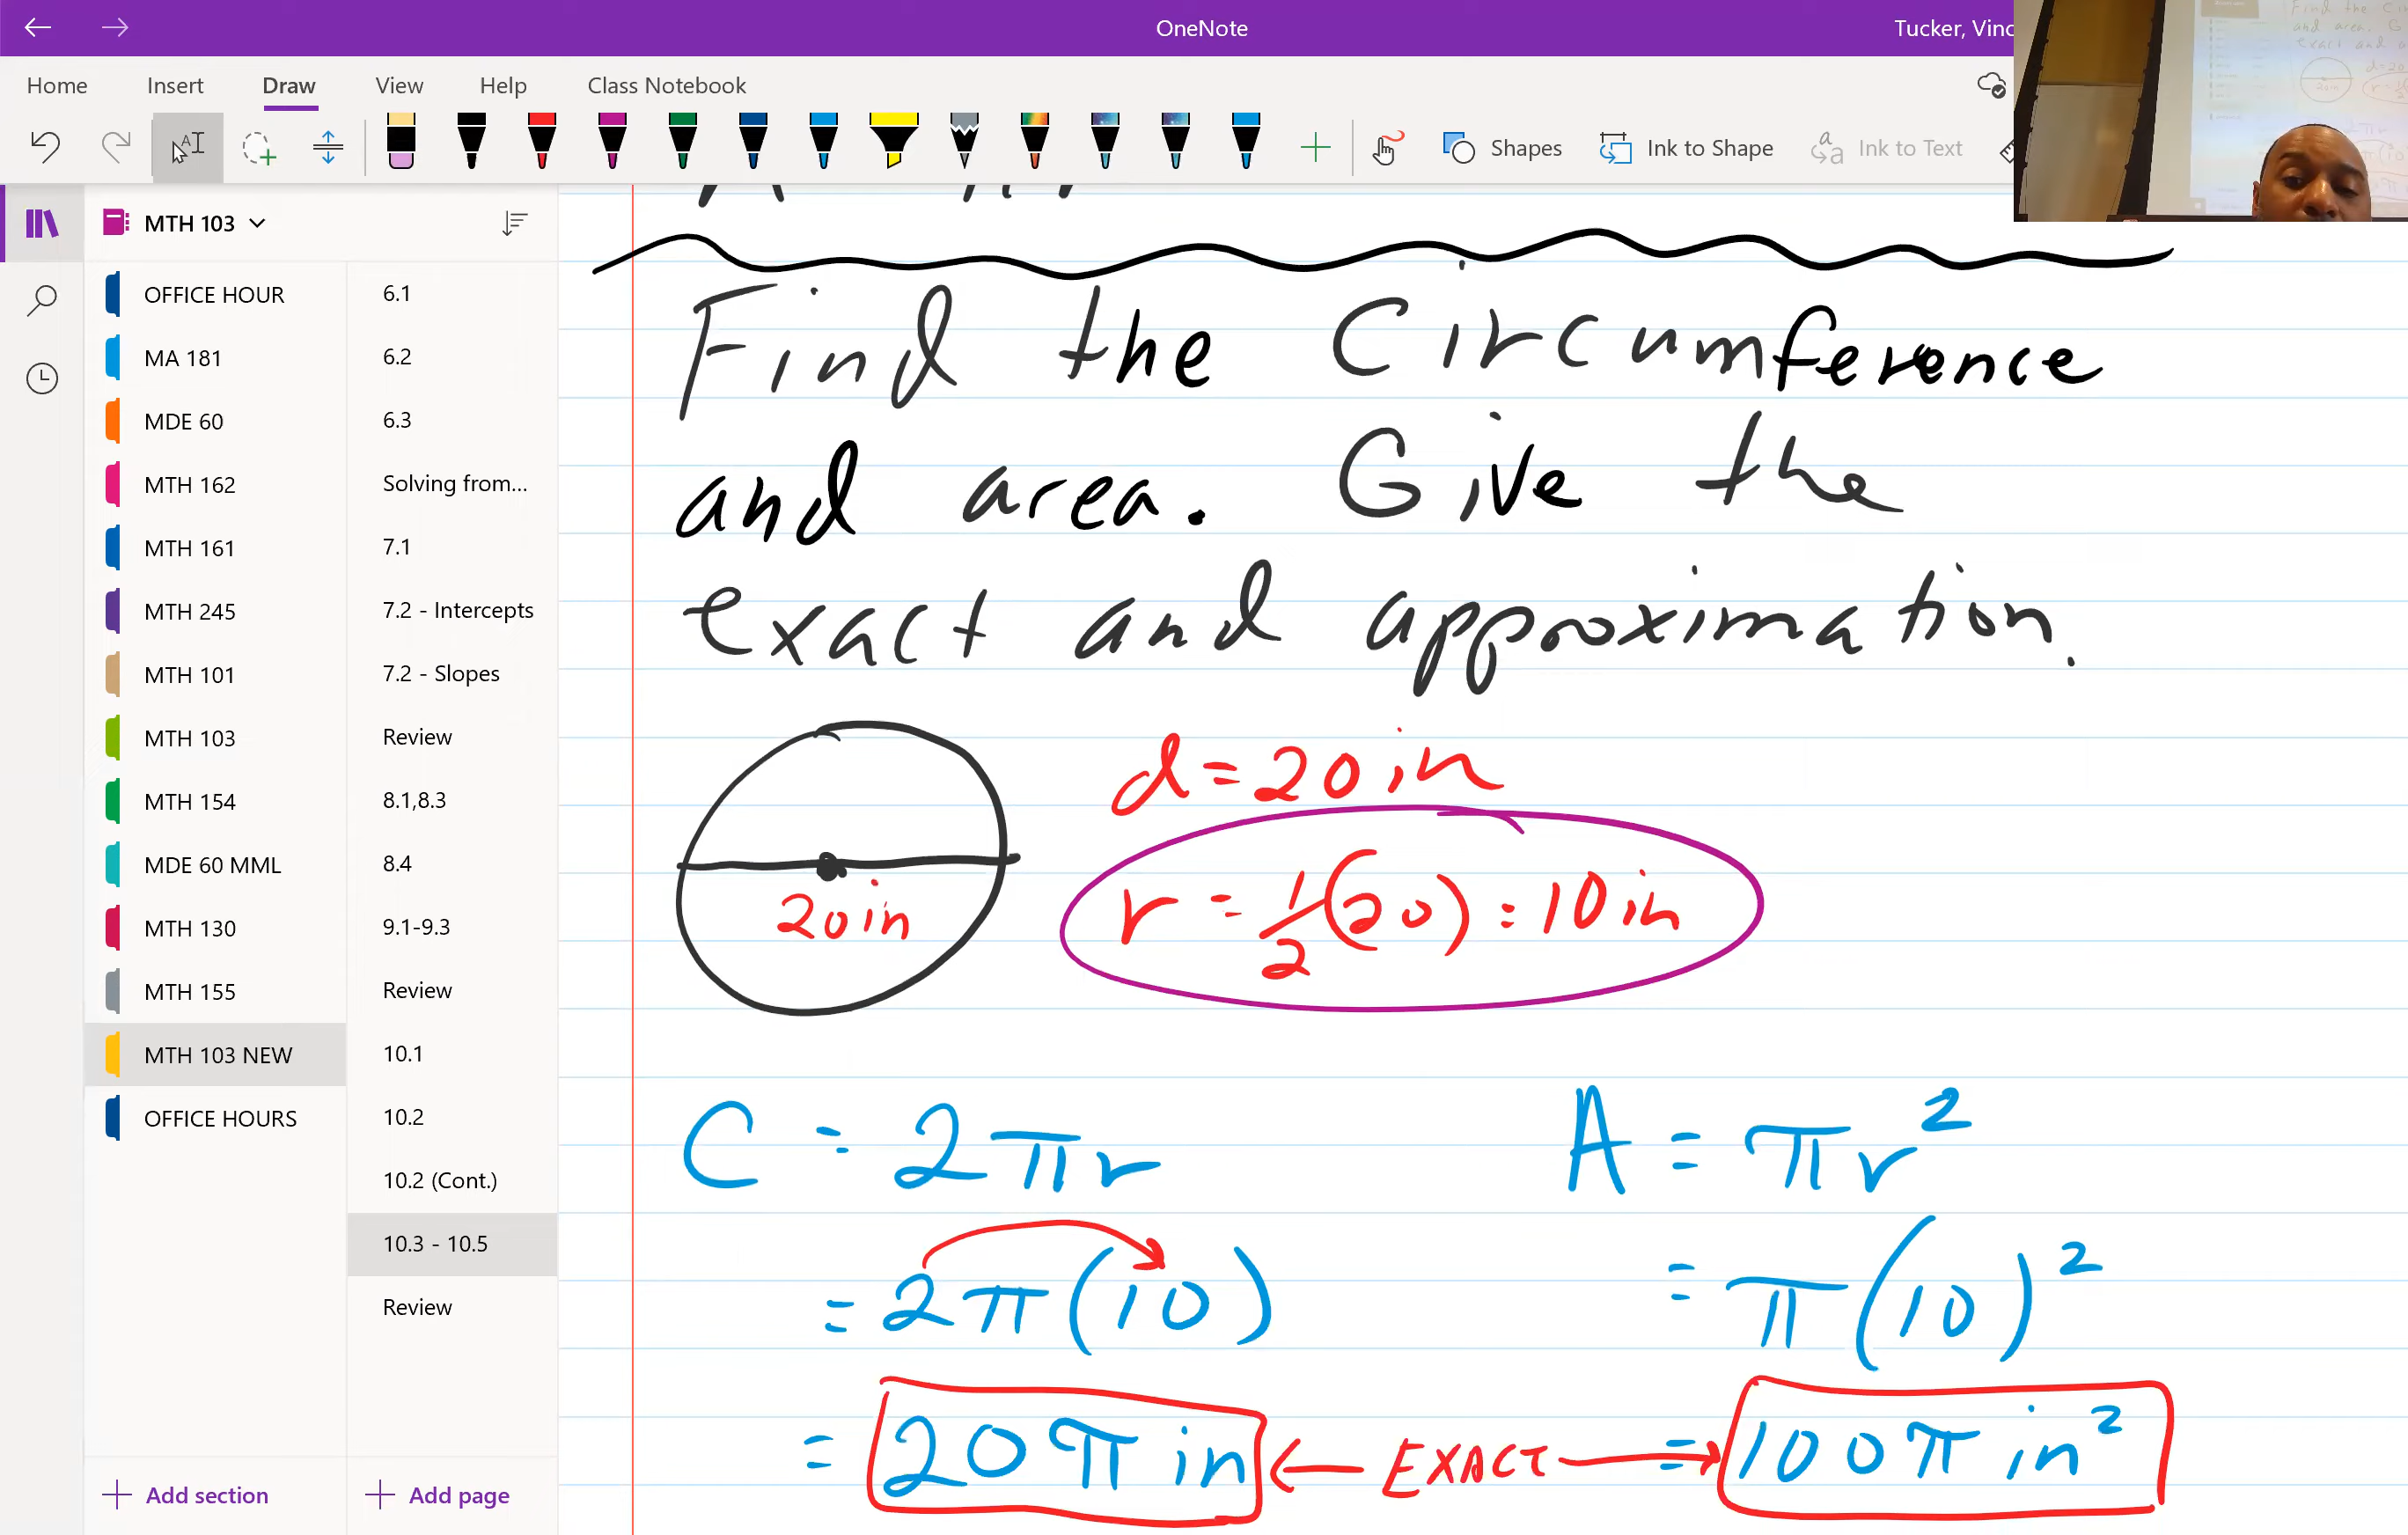 OneNote
Tucker, Vinc
Home Insert Draw View Help Class Notebook
Shapes Ink to Shape Ink to Text
MTH 103
OFFICE HOUR
MA 181
MDE 60
MTH 162
MTH 161
MTH 245
MTH 101
MTH 103
MTH 154
MDE 60 MML
MTH 130
MTH 155
MTH 103 NEW
OFFICE HOURS
Add section
6.1
6.2
6.3
Solving from...
7.1
7.2 - Intercepts
7.2 - Slopes
Review
8.1,8.3
8.4
9.1-9.3
Review
10.1
10.2
10.2 (Cont.)
10.3 - 10.5
Review
Add page
Find the Circumference
and area. Give the
exact and approximation.
20in
d = 20 in
r = 1/2 (20) = 10 in
C = 2πr
= 2π(10)
= 20π in
← EXACT →
A = πr²
= π(10)²
= 100π in²